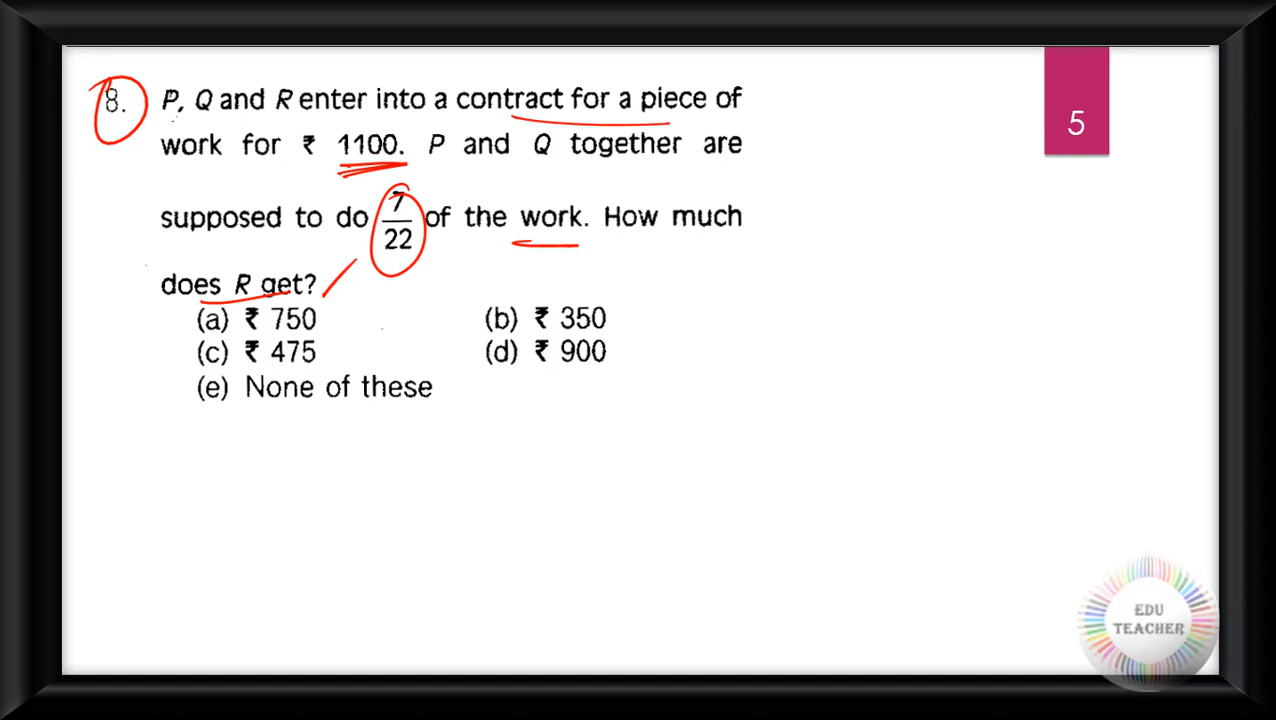 8. P, Q and R enter into a contract for a piece of
work for ₹ 1100. P and Q together are
supposed to do 7/22 of the work. How much
does R get?
(a) ₹ 750 (b) ₹ 350
(c) ₹ 475 (d) ₹ 900
(e) None of these
5
EDU
TEACHER